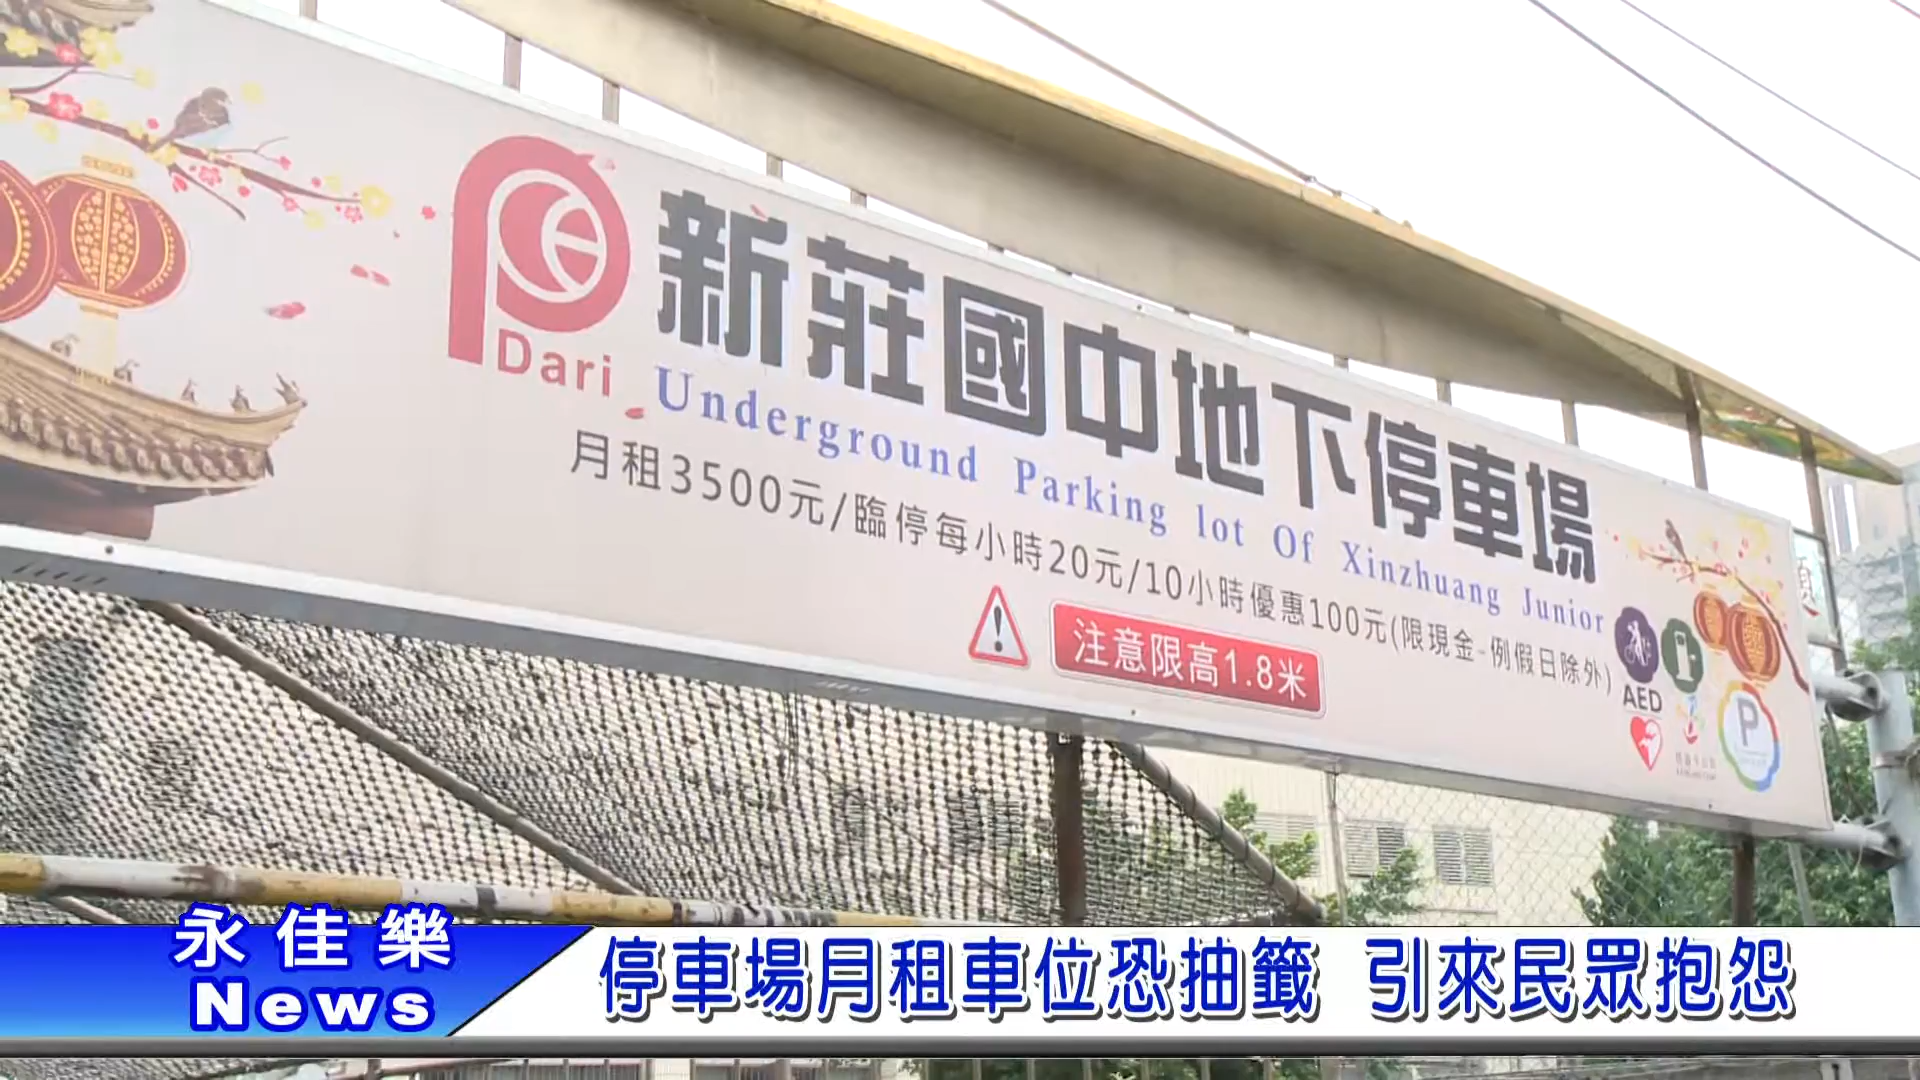 新莊國中地下停車場
Dari
Underground Parking lot Of Xinzhuang Junior
月租3500元/臨停每小時20元/10小時優惠100元(限現金-例假日除外)
注意限高1.8米
AED
P
永佳樂
News
停車場月租車位恐抽籤 引來民眾抱怨